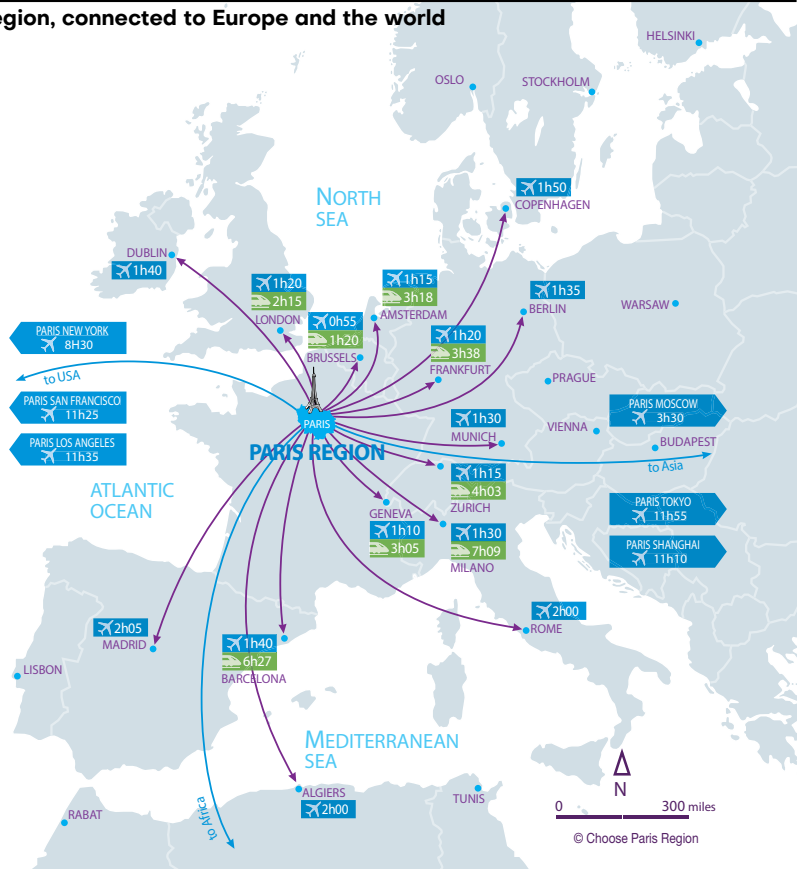 egion, connected to Europe and the world
HELSINKI
OSLO
STOCKHOLM
NORTH
SEA
1h50
COPENHAGEN
DUBLIN
1h40
1h20
2h15
LONDON
1h15
3h18
AMSTERDAM
0h55
1h20
BRUSSELS
1h35
BERLIN
WARSAW
1h20
3h38
FRANKFURT
PARIS NEW YORK
8H30
to USA
PARIS SAN FRANCISCO
11h25
PARIS LOS ANGELES
11h35
PRAGUE
PARIS
PARIS REGION
1h30
MUNICH
VIENNA
PARIS MOSCOW
3h30
BUDAPEST
to Asia
ATLANTIC
OCEAN
1h15
4h03
ZURICH
GENEVA
1h10
3h05
1h30
7h09
MILANO
PARIS TOKYO
11h55
PARIS SHANGHAI
11h10
2h05
MADRID
2h00
ROME
1h40
6h27
BARCELONA
LISBON
MEDITERRANEAN
SEA
ALGIERS
2h00
TUNIS
RABAT
to Africa
N
0 300 miles
© Choose Paris Region